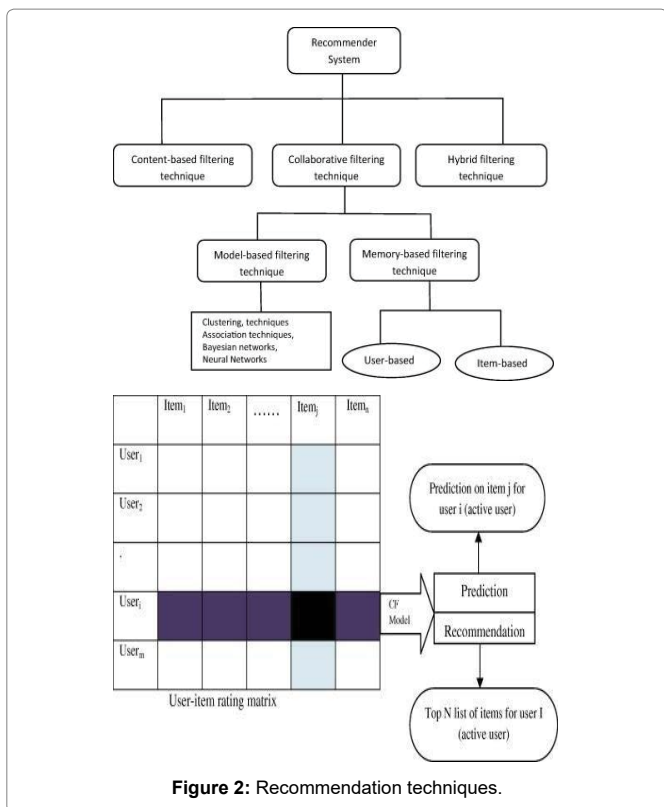 Recommender
System
Content-based filtering
technique
Collaborative filtering
technique
Hybrid filtering
technique
Model-based filtering
technique
Memory-based filtering
technique
Clustering, techniques
Association techniques,
Bayesian networks,
Neural Networks
User-based
Item-based
Item₁ Item₂ ...... Itemⱼ Itemₙ
User₁
User₂
.
Userᵢ
Userₘ
User-item rating matrix
CF
Model
Prediction on item j for
user i (active user)
Prediction
Recommendation
Top N list of items for user I
(active user)
Figure 2: Recommendation techniques.